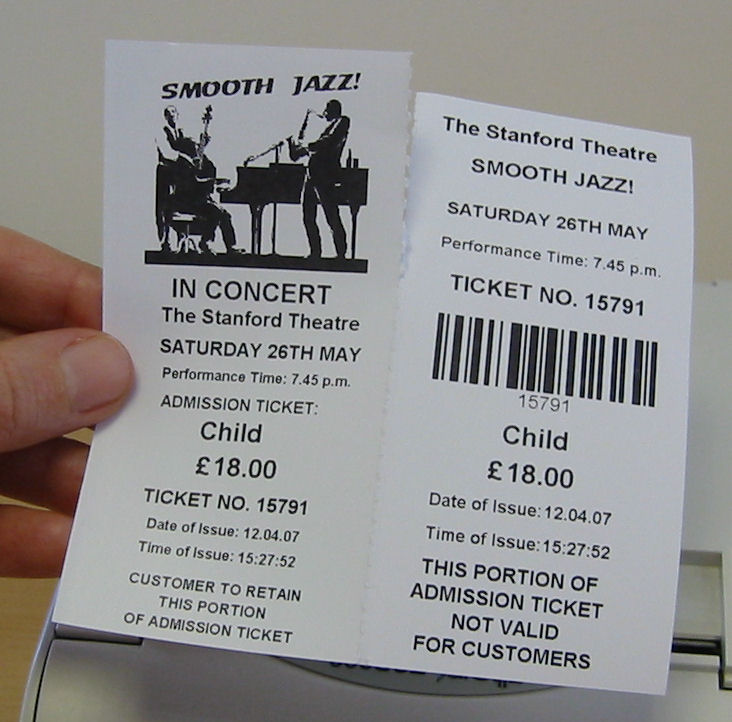 SMOOTH JAZZ!
IN CONCERT
The Stanford Theatre
SATURDAY 26TH MAY
Performance Time: 7.45 p.m.
ADMISSION TICKET:
Child
£18.00
TICKET NO. 15791
Date of Issue: 12.04.07
Time of Issue: 15:27:52
CUSTOMER TO RETAIN
THIS PORTION
OF ADMISSION TICKET
The Stanford Theatre
SMOOTH JAZZ!
SATURDAY 26TH MAY
Performance Time: 7.45 p.m.
TICKET NO. 15791
15791
Child
£18.00
Date of Issue: 12.04.07
Time of Issue: 15:27:52
THIS PORTION OF
ADMISSION TICKET
NOT VALID
FOR CUSTOMERS